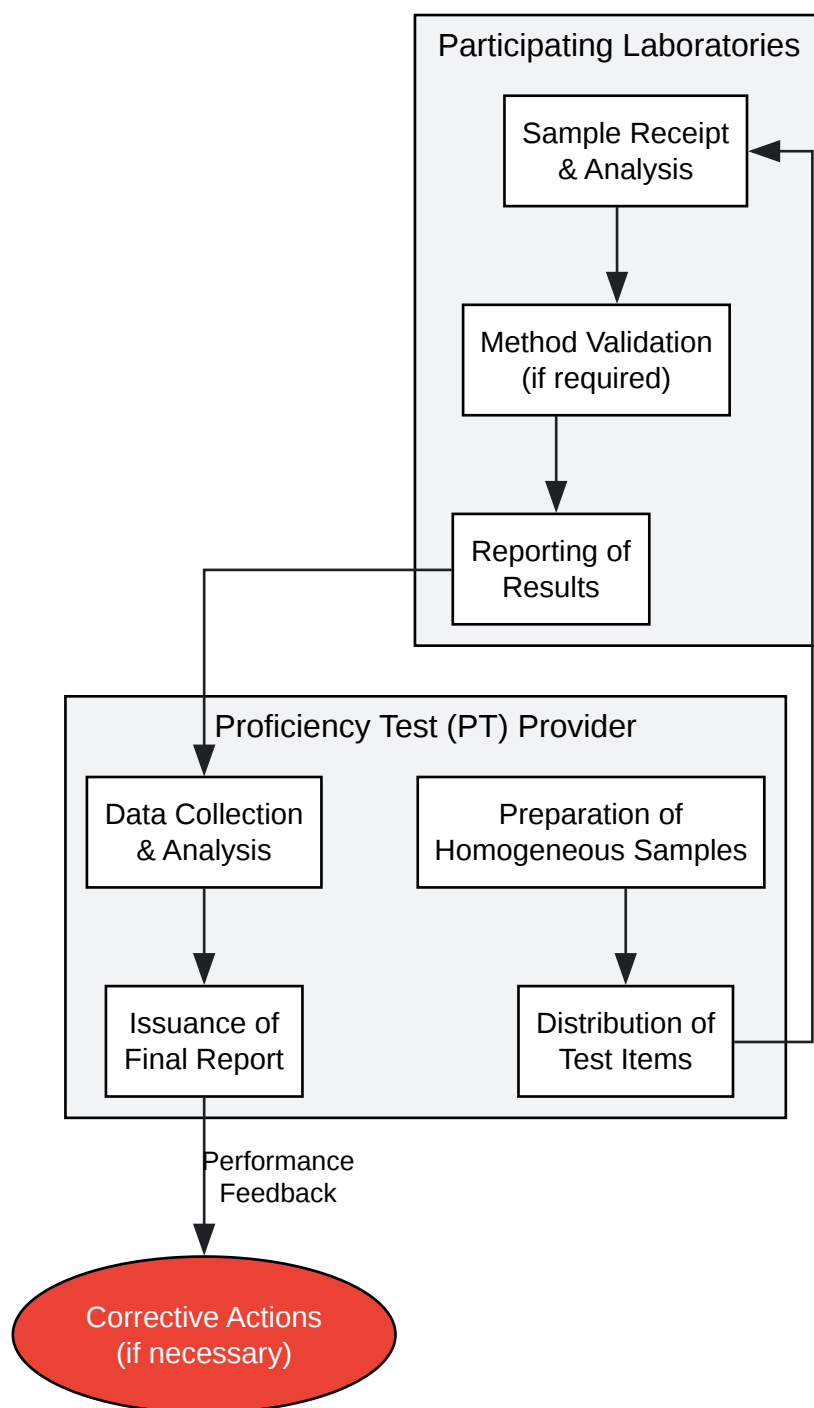 Participating Laboratories
Sample Receipt
& Analysis
Method Validation
(if required)
Reporting of
Results
Proficiency Test (PT) Provider
Data Collection
& Analysis
Preparation of
Homogeneous Samples
Issuance of
Final Report
Distribution of
Test Items
Performance
Feedback
Corrective Actions
(if necessary)